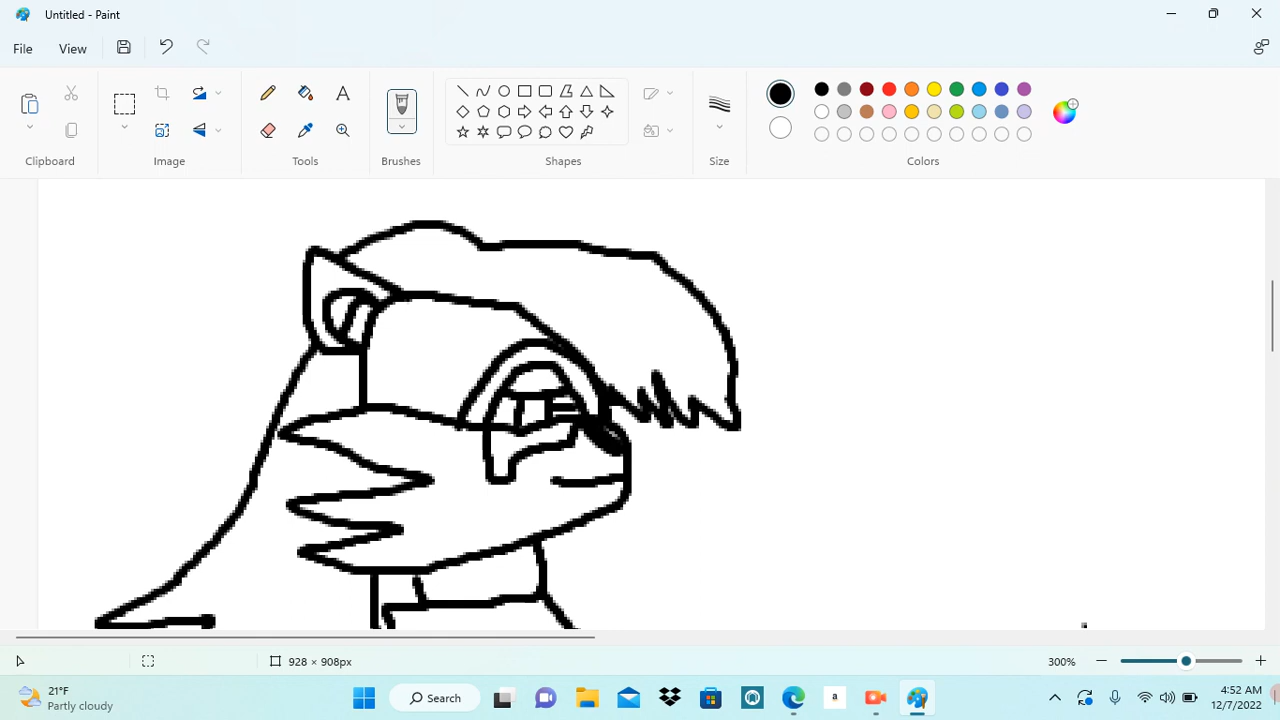 Untitled - Paint
File View
A
Clipboard Image Tools Brushes Shapes Size Colors
928 × 908px 300%
21°F
Partly cloudy
Search
a
4:52 AM
12/7/2022